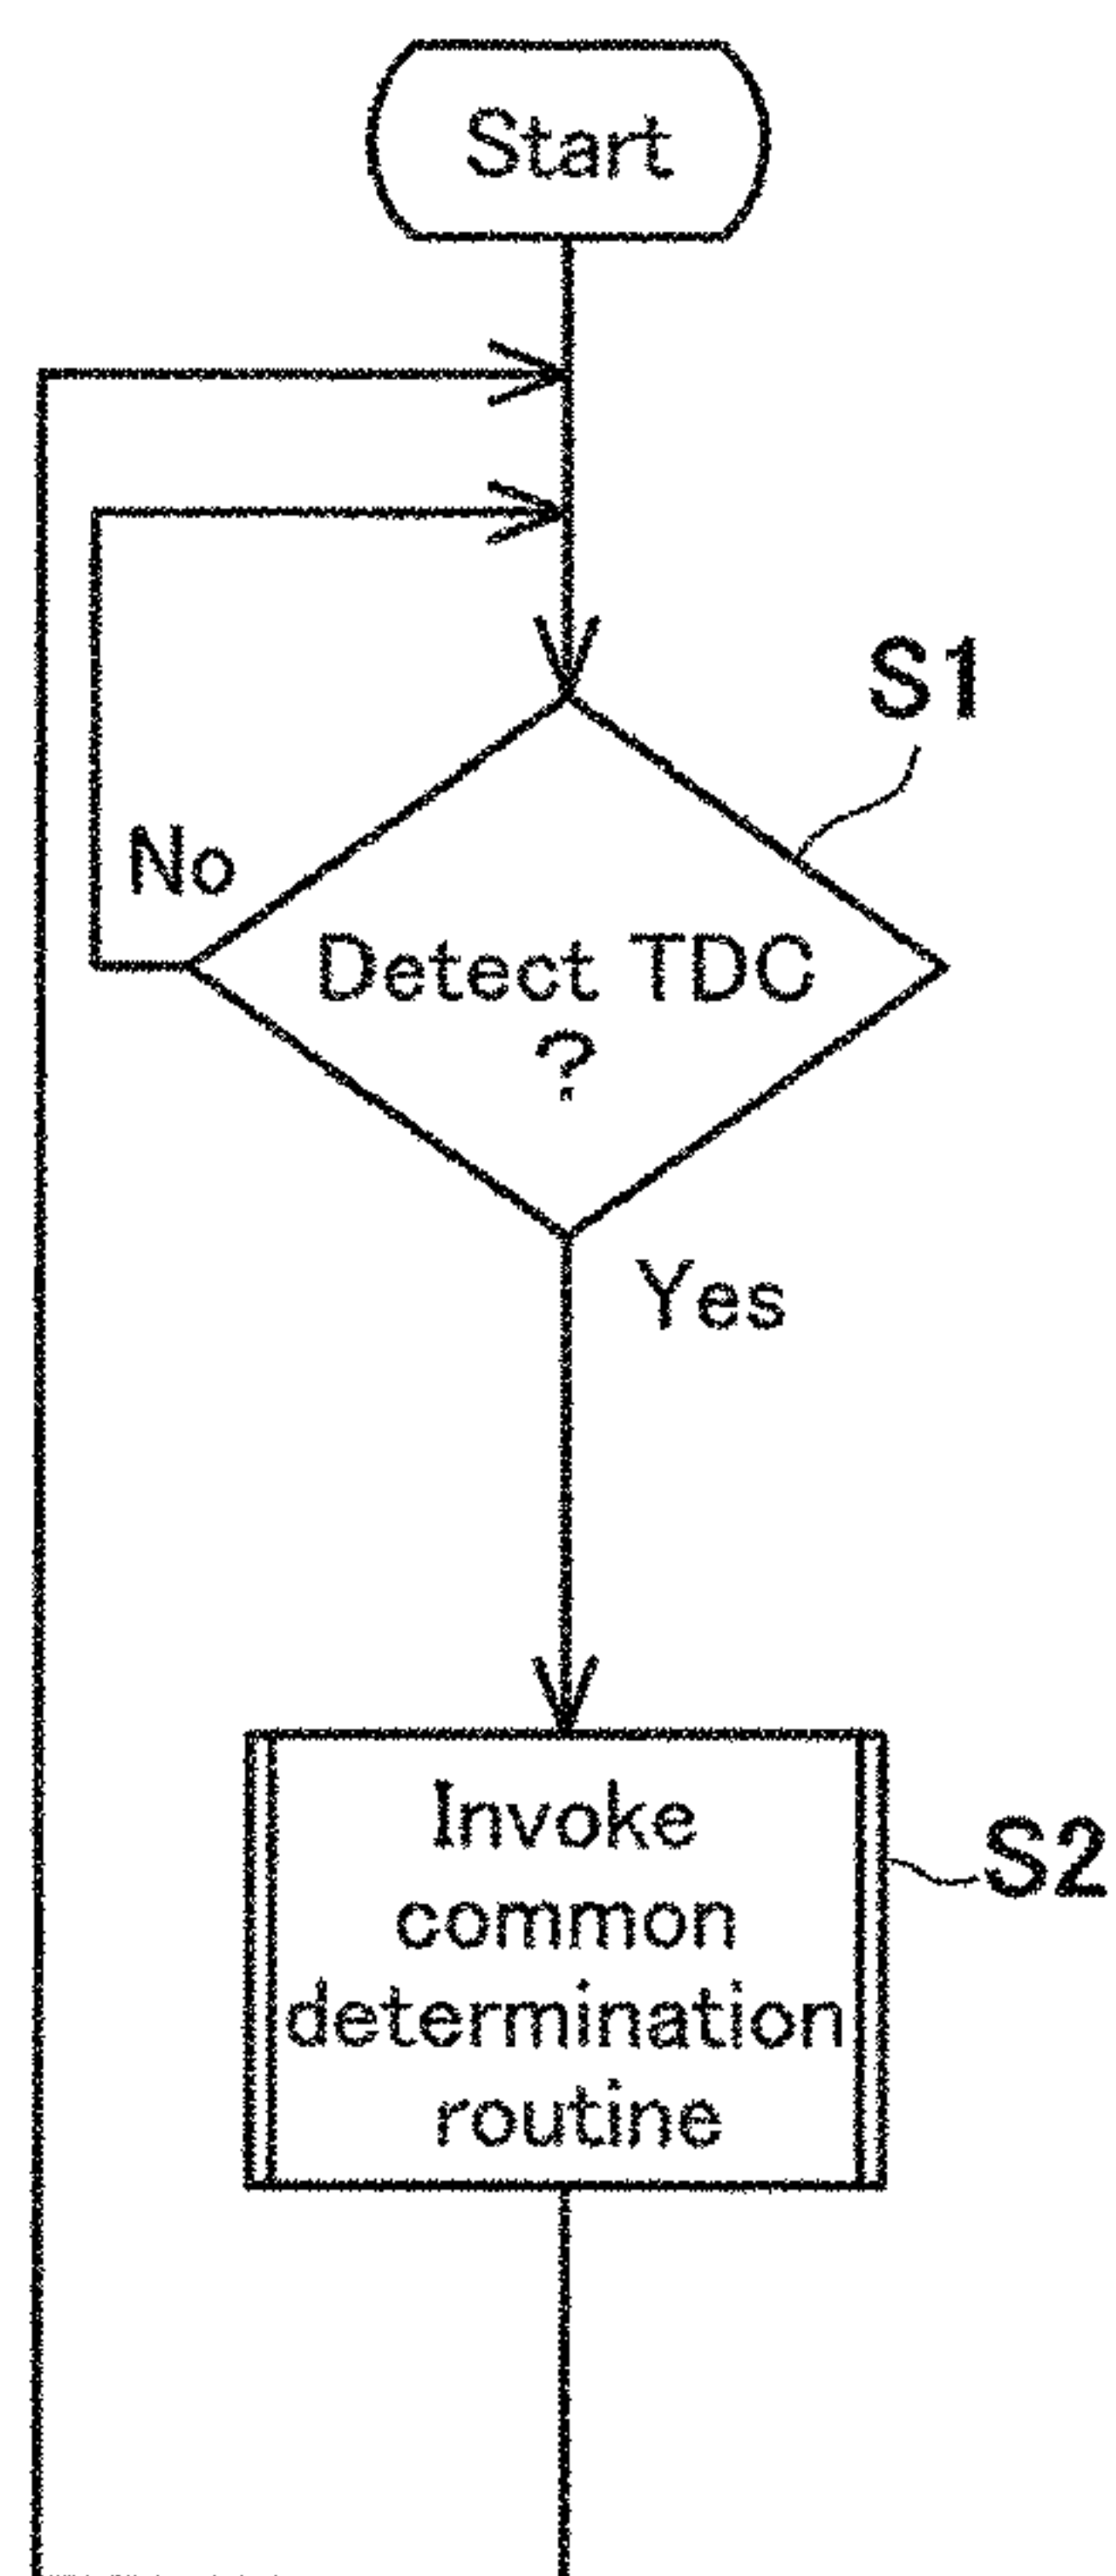 Start
S1
No
Detect TDC
?
Yes
Invoke
common
determination
routine
S2